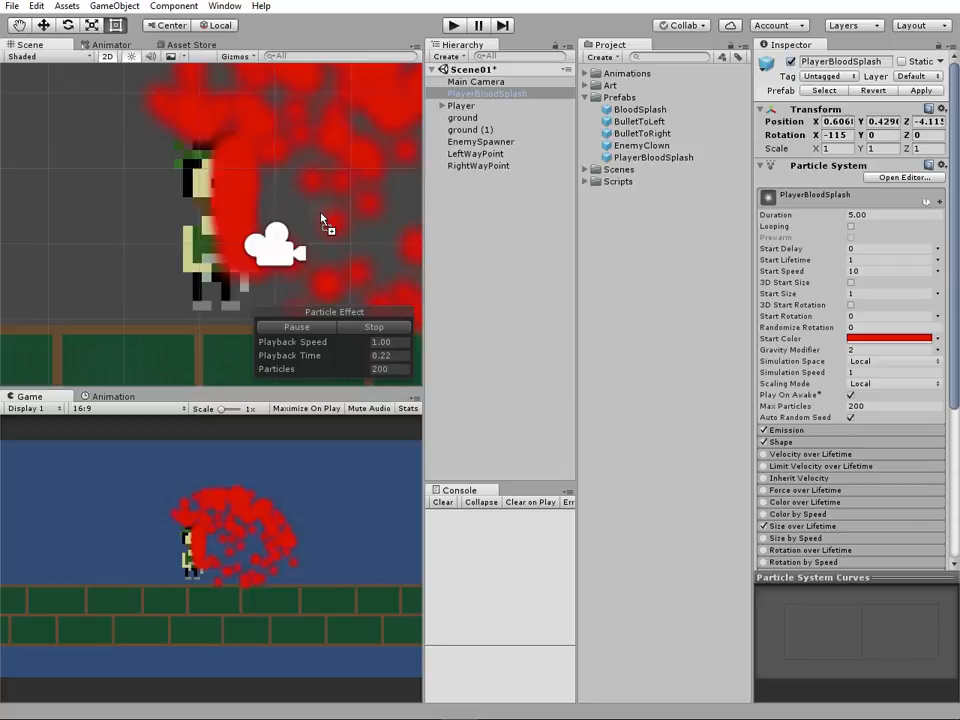 File Edit Assets GameObject Component Window Help
Center Local Collab Account Layers Layout
Scene Animator Asset Store
Shaded 2D Gizmos All
Particle Effect
Pause Stop
Playback Speed 1.00
Playback Time 0.22
Particles 200
Game Animation
Display 1 16:9 Scale 1x Maximize On Play Mute Audio Stats
Hierarchy
Create All
Scene01*
Main Camera
PlayerBloodSplash
Player
ground
ground (1)
EnemySpawner
LeftWayPoint
RightWayPoint
Console
Clear Collapse Clear on Play Err
Project
Create
Animations
Art
Prefabs
BloodSplash
BulletToLeft
BulletToRight
EnemyClown
PlayerBloodSplash
Scenes
Scripts
Inspector
PlayerBloodSplash Static
Tag Untagged Layer Default
Prefab Select Revert Apply
Transform
Position X 0.606 Y 0.429 Z -4.115
Rotation X -115 Y 0 Z 0
Scale X 1 Y 1 Z 1
Particle System
Open Editor...
PlayerBloodSplash
Duration 5.00
Looping
Prewarm
Start Delay 0
Start Lifetime 1
Start Speed 10
3D Start Size
Start Size 1
3D Start Rotation
Start Rotation 0
Randomize Rotation 0
Start Color
Gravity Modifier 2
Simulation Space Local
Simulation Speed 1
Scaling Mode Local
Play On Awake*
Max Particles 200
Auto Random Seed
Emission
Shape
Velocity over Lifetime
Limit Velocity over Lifetime
Inherit Velocity
Force over Lifetime
Color over Lifetime
Color by Speed
Size over Lifetime
Size by Speed
Rotation over Lifetime
Rotation by Speed
Particle System Curves